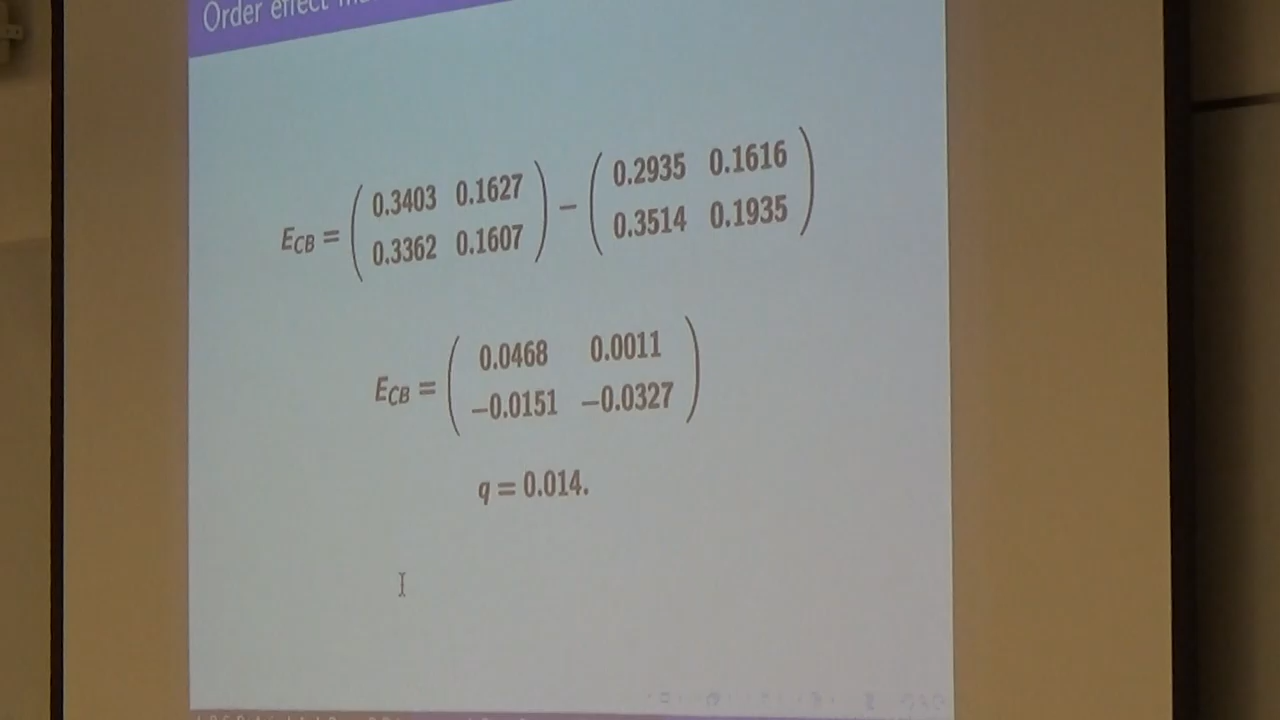 Order effect
E_CB = ( 0.3403 0.1627 ) − ( 0.2935 0.1616 )
( 0.3362 0.1607 ) ( 0.3514 0.1935 )
E_CB = ( 0.0468 0.0011 )
( −0.0151 −0.0327 )
q = 0.014.